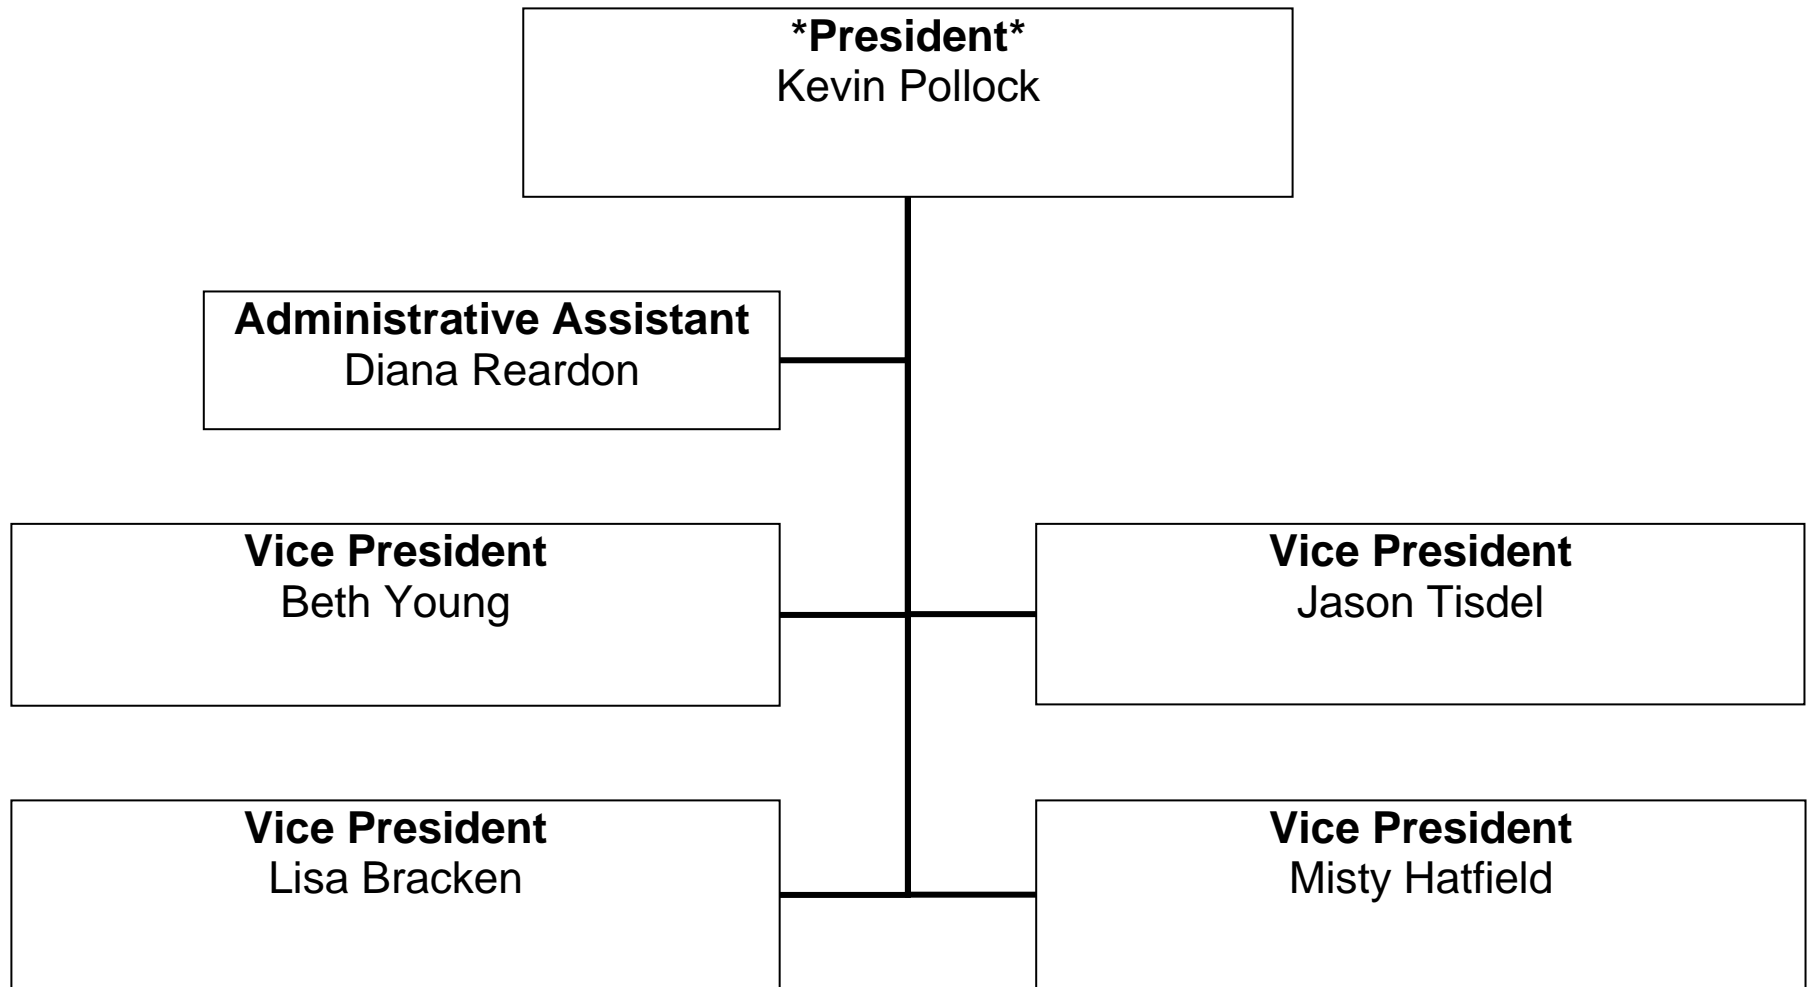 *President*
Kevin Pollock
Administrative Assistant
Diana Reardon
Vice President
Beth Young
Vice President
Jason Tisdel
Vice President
Lisa Bracken
Vice President
Misty Hatfield